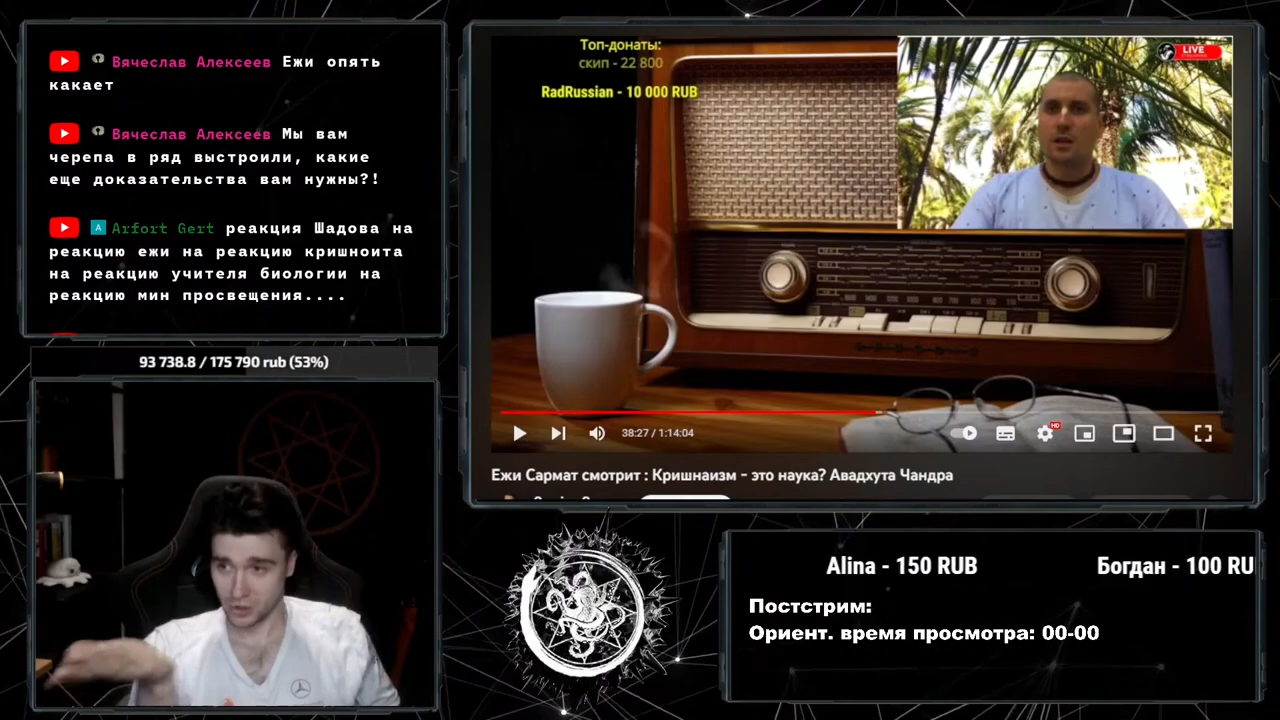 Вячеслав Алексеев Ежи опять
какает
Вячеслав Алексеев Мы вам
черепа в ряд выстроили, какие
еще доказательства вам нужны?!
A Arfort Gert реакция Шадова на
реакцию ежи на реакцию кришноита
на реакцию учителя биологии на
реакцию мин просвещения....
93 738.8 / 175 790 rub (53%)
Топ-донаты:
скип - 22 800
RadRussian - 10 000 RUB
LIVE
38:27 / 1:14:04
HD
Ежи Сармат смотрит : Кришнаизм - это наука? Авадхута Чандра
Alina - 150 RUB
Богдан - 100 RU
Постстрим:
Ориент. время просмотра: 00-00